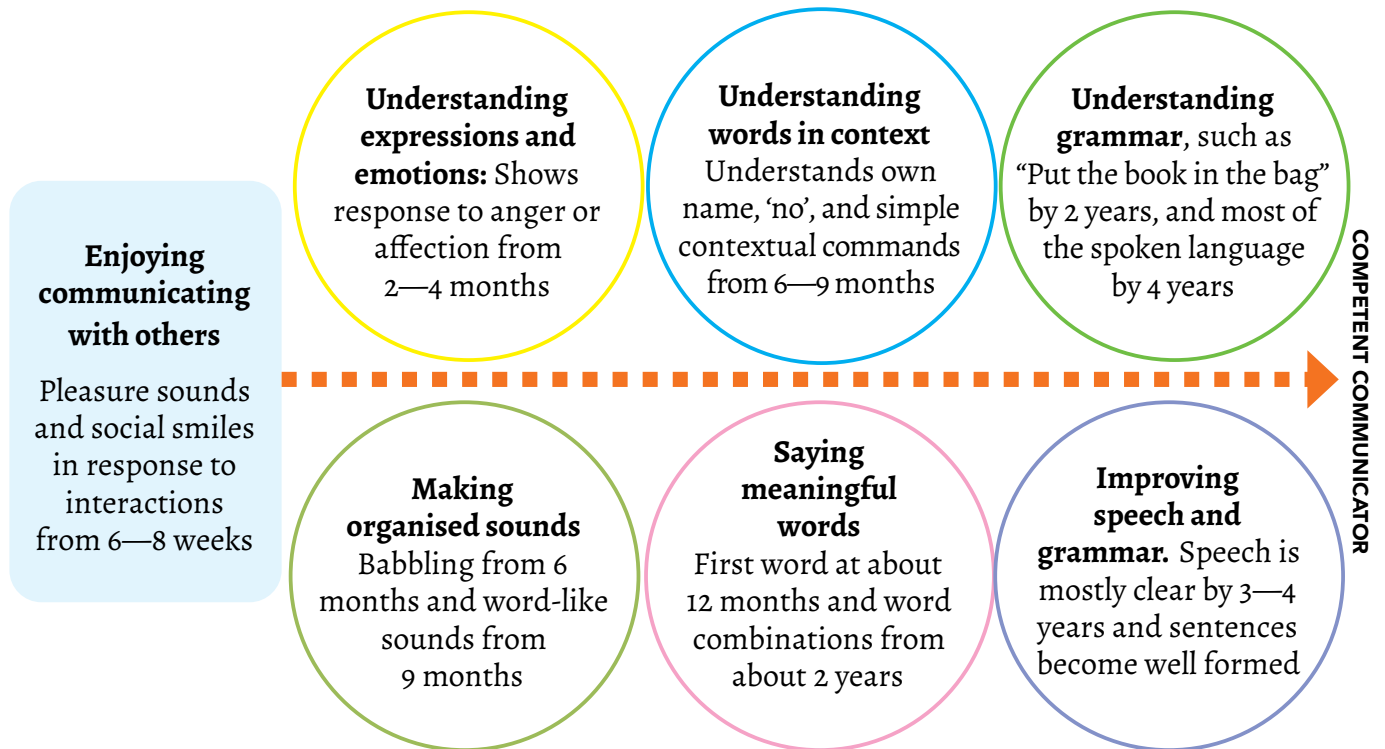 Enjoying
communicating
with others
Pleasure sounds
and social smiles
in response to
interactions
from 6—8 weeks
Understanding
expressions and
emotions: Shows
response to anger or
affection from
2—4 months
Understanding
words in context
Understands own
name, ‘no’, and simple
contextual commands
from 6—9 months
Understanding
grammar, such as
“Put the book in the bag”
by 2 years, and most of
the spoken language
by 4 years
Making
organised sounds
Babbling from 6
months and word-like
sounds from
9 months
Saying
meaningful
words
First word at about
12 months and word
combinations from
about 2 years
Improving
speech and
grammar. Speech is
mostly clear by 3—4
years and sentences
become well formed
COMPETENT COMMUNICATOR